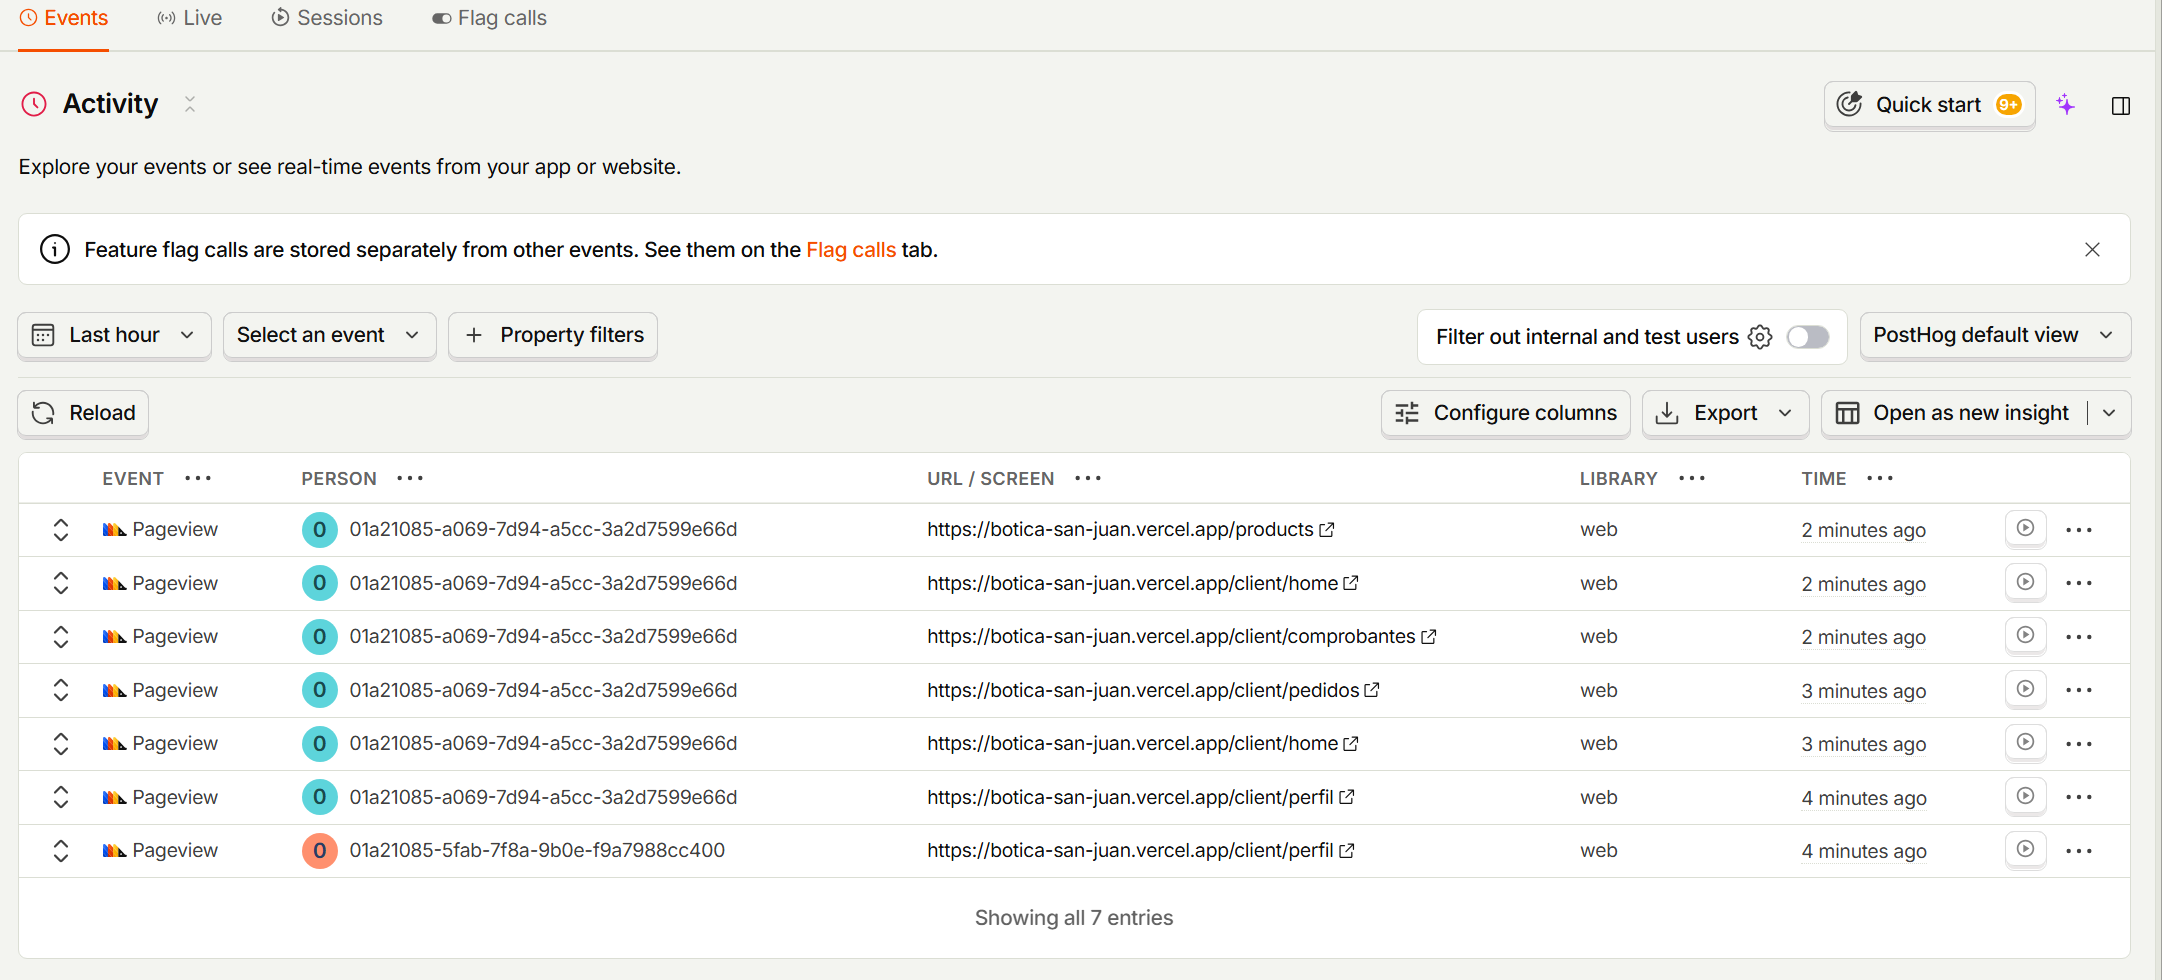 Events Live Sessions Flag calls
Activity
Quick start 9+
Explore your events or see real-time events from your app or website.
Feature flag calls are stored separately from other events. See them on the Flag calls tab.
Last hour Select an event + Property filters Filter out internal and test users PostHog default view
Reload Configure columns Export Open as new insight
EVENT PERSON URL / SCREEN LIBRARY TIME
Pageview 0 01a21085-a069-7d94-a5cc-3a2d7599e66d https://botica-san-juan.vercel.app/products web 2 minutes ago
Pageview 0 01a21085-a069-7d94-a5cc-3a2d7599e66d https://botica-san-juan.vercel.app/client/home web 2 minutes ago
Pageview 0 01a21085-a069-7d94-a5cc-3a2d7599e66d https://botica-san-juan.vercel.app/client/comprobantes web 2 minutes ago
Pageview 0 01a21085-a069-7d94-a5cc-3a2d7599e66d https://botica-san-juan.vercel.app/client/pedidos web 3 minutes ago
Pageview 0 01a21085-a069-7d94-a5cc-3a2d7599e66d https://botica-san-juan.vercel.app/client/home web 3 minutes ago
Pageview 0 01a21085-a069-7d94-a5cc-3a2d7599e66d https://botica-san-juan.vercel.app/client/perfil web 4 minutes ago
Pageview 0 01a21085-5fab-7f8a-9b0e-f9a7988cc400 https://botica-san-juan.vercel.app/client/perfil web 4 minutes ago
Showing all 7 entries